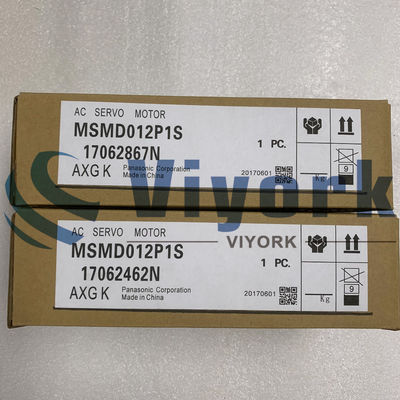 AC SERVO MOTOR
MSMD012P1S
17062867N
1 PC.
AXG K
Panasonic Corporation
Made in China
20170601
Kg
9
Viyork
VIYORK
AC SERVO MOTOR
MSMD012P1S
17062462N
1 PC.
AXG K
Panasonic Corporation
Made in China
20170601
Kg
9